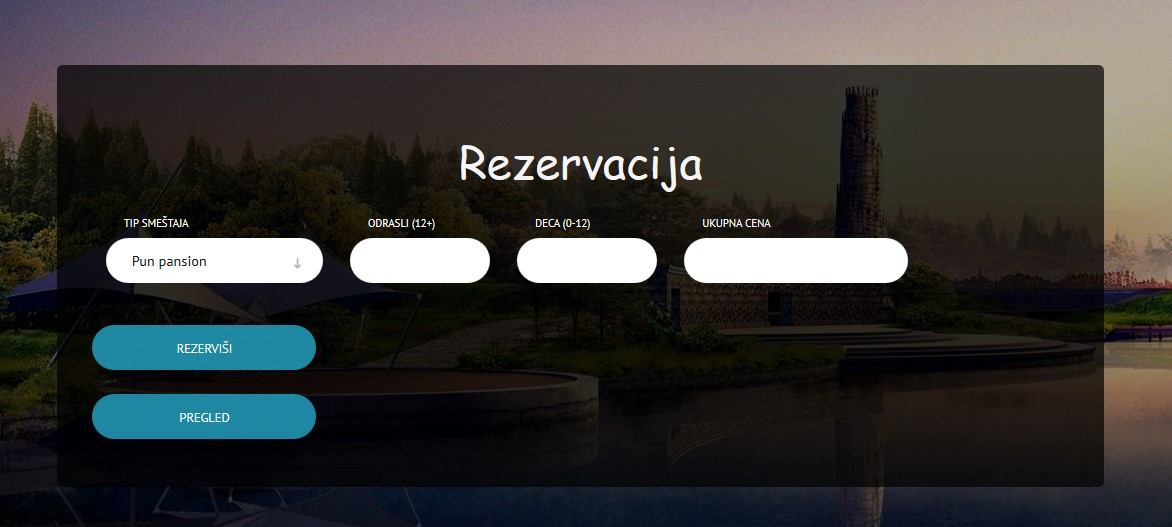 Rezervacija
TIP SMEŠTAJA
ODRASLI (12+)
DECA (0-12)
UKUPNA CENA
Pun pansion
REZERVIŠI
PREGLED